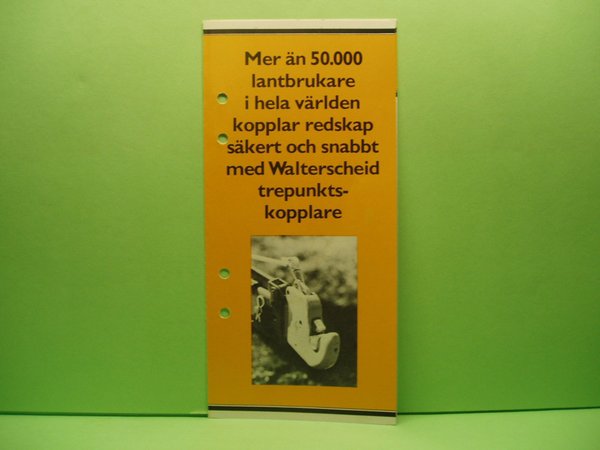 Mer än 50.000
lantbrukare
i hela världen
kopplar redskap
säkert och snabbt
med Walterscheid
trepunkts-
kopplare